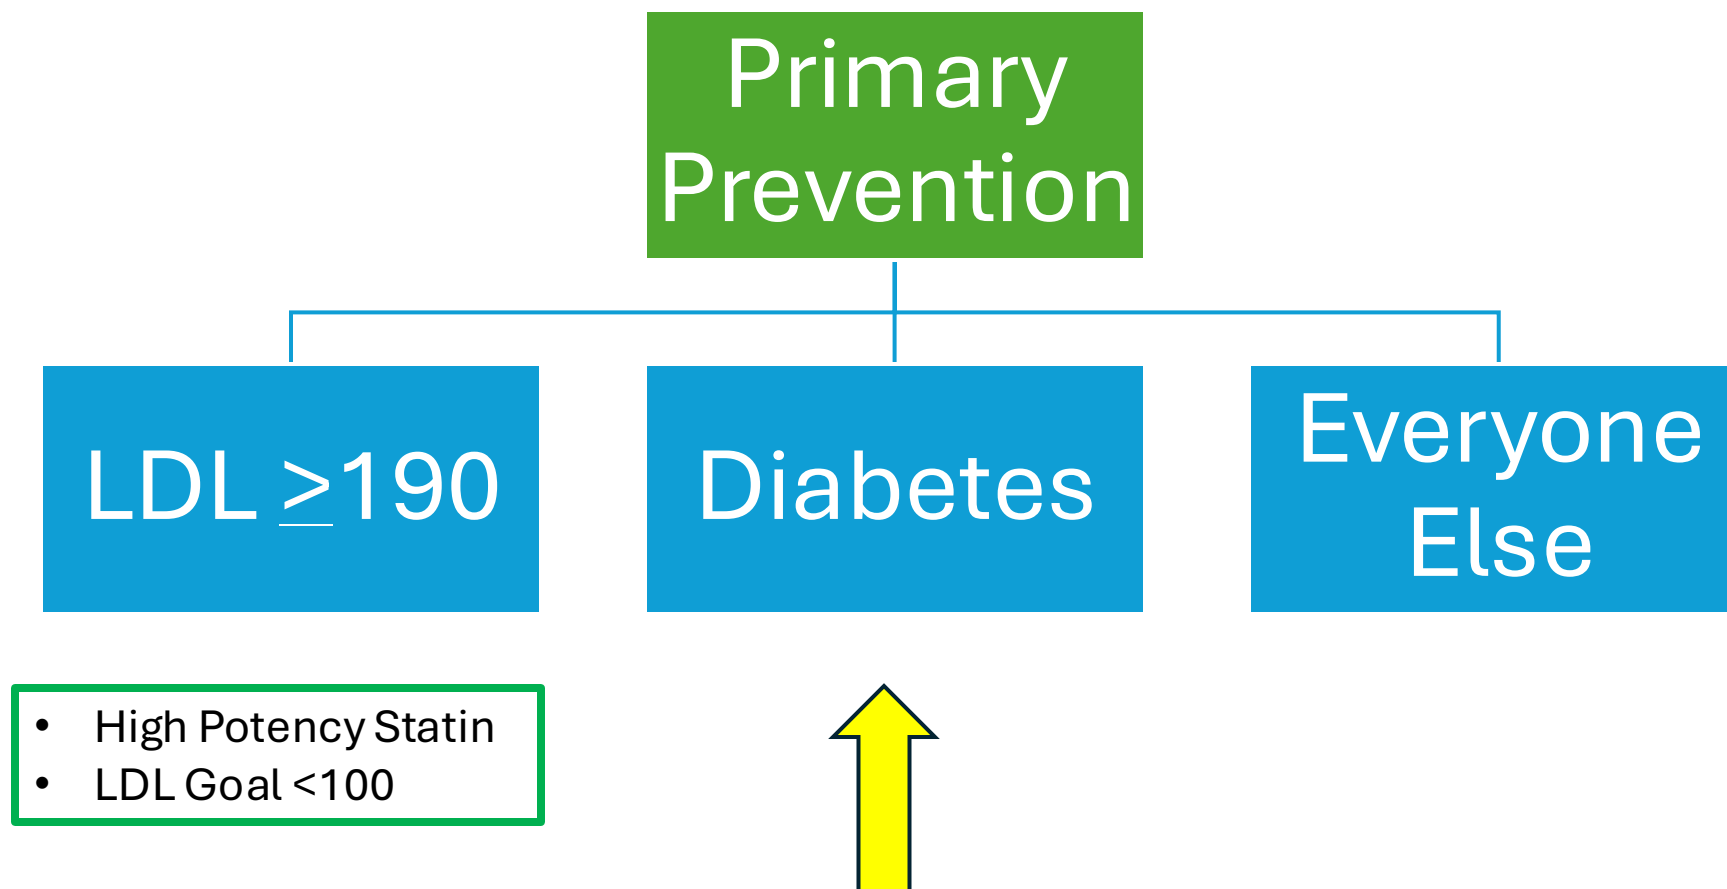 Primary
Prevention
LDL ≥190
Diabetes
Everyone
Else
• High Potency Statin
• LDL Goal <100